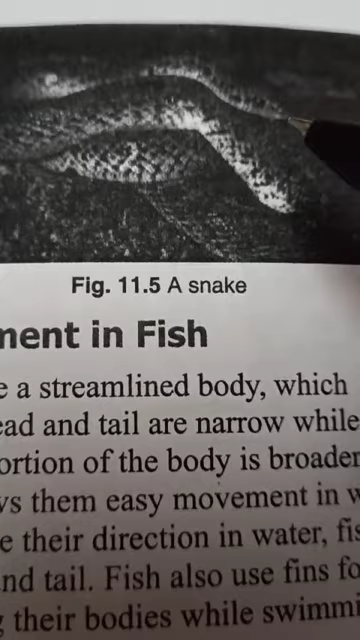 Fig. 11.5 A snake
ment in Fish
e a streamlined body, which
ead and tail are narrow while
ortion of the body is broader
ws them easy movement in w
e their direction in water, fis
nd tail. Fish also use fins fo
g their bodies while swimmi